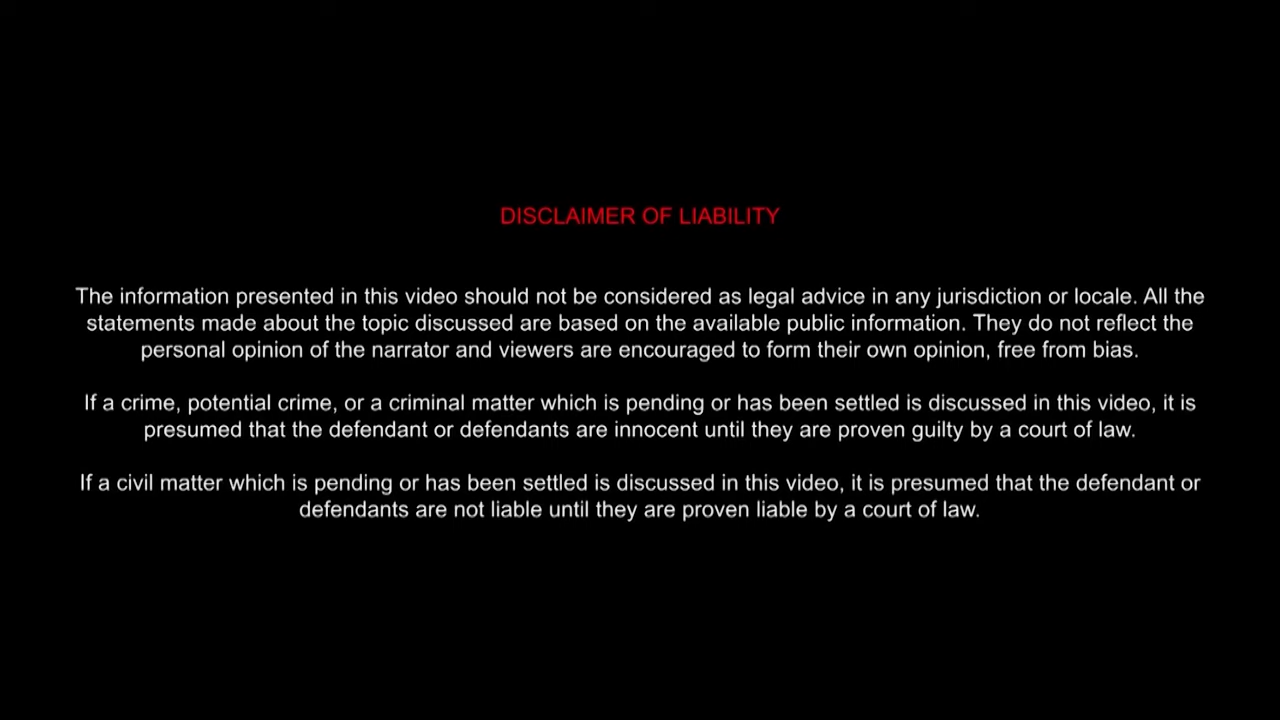 DISCLAIMER OF LIABILITY
The information presented in this video should not be considered as legal advice in any jurisdiction or locale. All the
statements made about the topic discussed are based on the available public information. They do not reflect the
personal opinion of the narrator and viewers are encouraged to form their own opinion, free from bias.
If a crime, potential crime, or a criminal matter which is pending or has been settled is discussed in this video, it is
presumed that the defendant or defendants are innocent until they are proven guilty by a court of law.
If a civil matter which is pending or has been settled is discussed in this video, it is presumed that the defendant or
defendants are not liable until they are proven liable by a court of law.